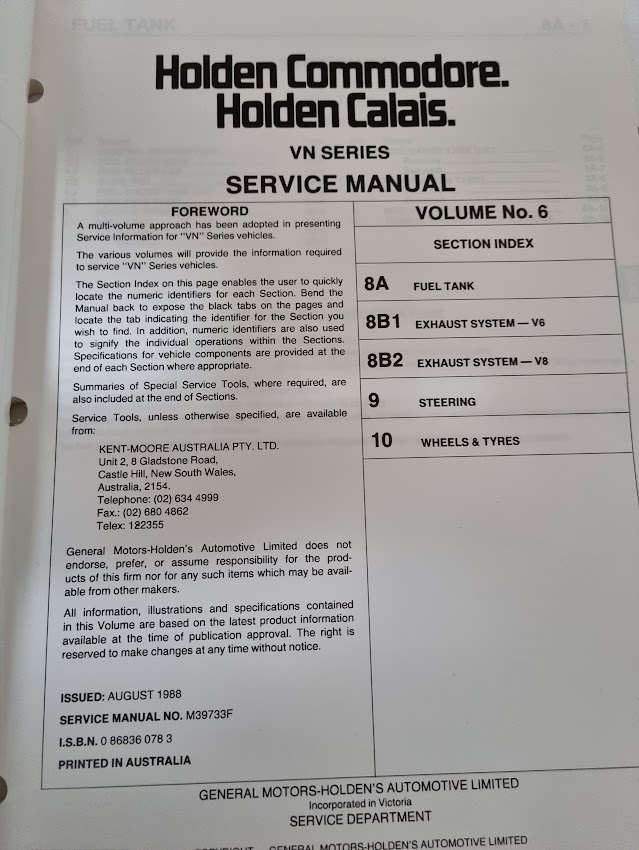 FUEL TANK
Holden Commodore.
Holden Calais.
VN SERIES
SERVICE MANUAL
FOREWORD
A multi-volume approach has been adopted in presenting
Service Information for "VN" Series vehicles.
The various volumes will provide the information required
to service "VN" Series vehicles.
The Section Index on this page enables the user to quickly
locate the numeric identifiers for each Section. Bend the
Manual back to expose the black tabs on the pages and
locate the tab indicating the identifier for the Section you
wish to find. In addition, numeric identifiers are also used
to signify the individual operations within the Sections.
Specifications for vehicle components are provided at the
end of each Section where appropriate.
Summaries of Special Service Tools, where required, are
also included at the end of Sections.
Service Tools, unless otherwise specified, are available
from:
KENT-MOORE AUSTRALIA PTY. LTD.
Unit 2, 8 Gladstone Road,
Castle Hill, New South Wales,
Australia, 2154.
Telephone: (02) 634 4999
Fax.: (02) 680 4862
Telex: 122355
General Motors-Holden's Automotive Limited does not
endorse, prefer, or assume responsibility for the prod-
ucts of this firm nor for any such items which may be avail-
able from other makers.
All information, illustrations and specifications contained
in this Volume are based on the latest product information
available at the time of publication approval. The right is
reserved to make changes at any time without notice.
ISSUED: AUGUST 1988
SERVICE MANUAL NO. M39733F
I.S.B.N. 0 86836 078 3
PRINTED IN AUSTRALIA
VOLUME No. 6
SECTION INDEX
8A FUEL TANK
8B1 EXHAUST SYSTEM — V6
8B2 EXHAUST SYSTEM — V8
9 STEERING
10 WHEELS & TYRES
GENERAL MOTORS-HOLDEN'S AUTOMOTIVE LIMITED
Incorporated in Victoria
SERVICE DEPARTMENT
COPYRIGHT GENERAL MOTORS-HOLDEN'S AUTOMOTIVE LIMITED